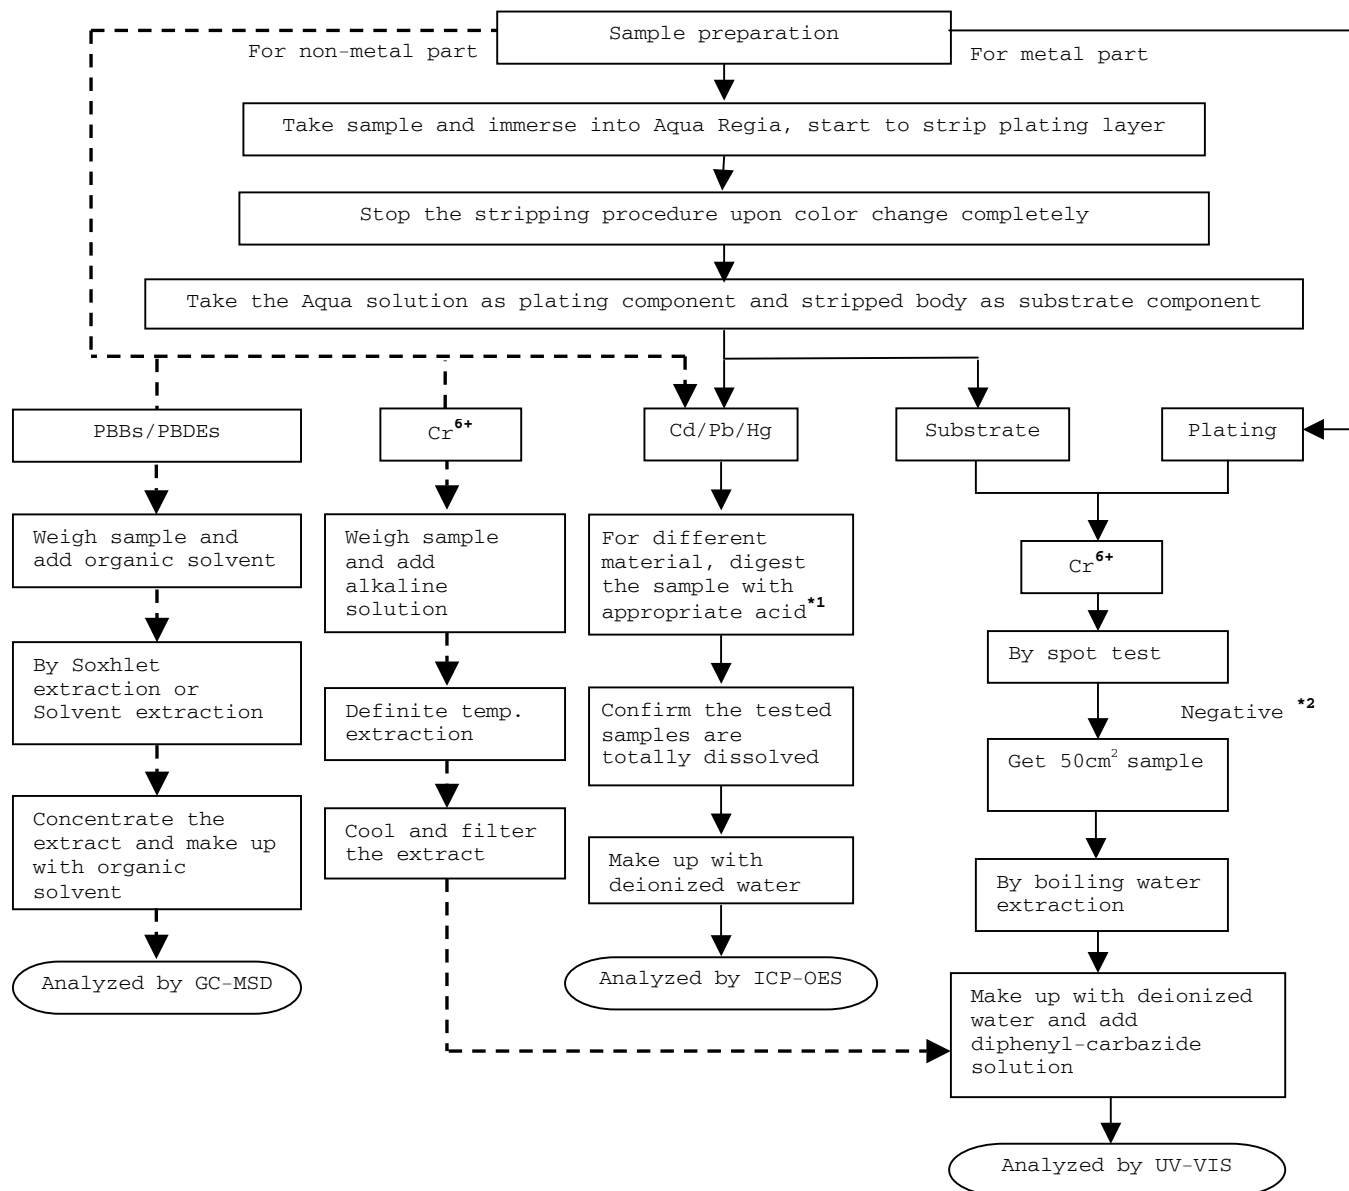 Sample preparation
For non-metal part
For metal part
Take sample and immerse into Aqua Regia, start to strip plating layer
Stop the stripping procedure upon color change completely
Take the Aqua solution as plating component and stripped body as substrate component
PBBs/PBDEs
Cr6+
Cd/Pb/Hg
Substrate
Plating
Weigh sample and
add organic solvent
By Soxhlet
extraction or
Solvent extraction
Concentrate the
extract and make up
with organic
solvent
Analyzed by GC-MSD
Weigh sample
and add
alkaline
solution
Definite temp.
extraction
Cool and filter
the extract
For different
material, digest
the sample with
appropriate acid*1
Confirm the tested
samples are
totally dissolved
Make up with
deionized water
Analyzed by ICP-OES
Cr6+
By spot test
Negative *2
Get 50cm2 sample
By boiling water
extraction
Make up with deionized
water and add
diphenyl-carbazide
solution
Analyzed by UV-VIS